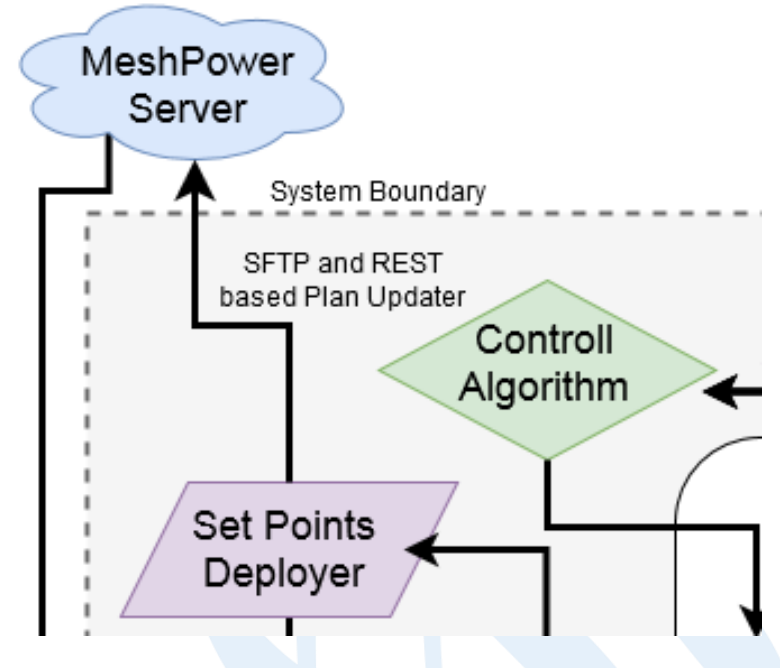 MeshPower
Server
System Boundary
SFTP and REST
based Plan Updater
Controll
Algorithm
Set Points
Deployer